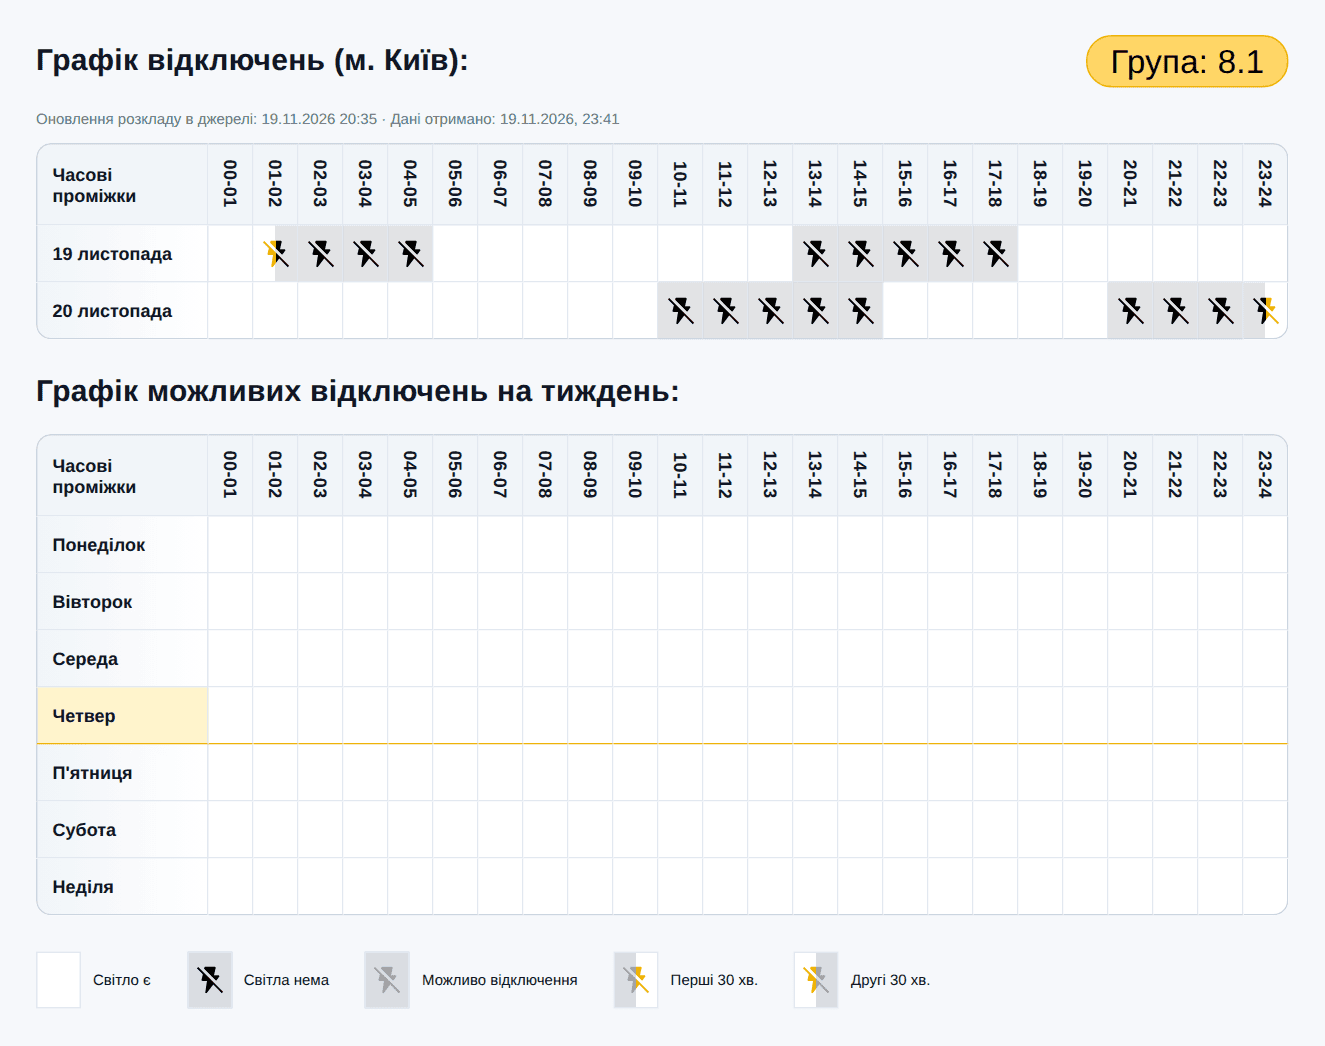 Графік відключень (м. Київ):
Група: 8.1
Оновлення розкладу в джерелі: 19.11.2026 20:35 · Дані отримано: 19.11.2026, 23:41
Часові
проміжки
00-01 01-02 02-03 03-04 04-05 05-06 06-07 07-08 08-09 09-10 10-11 11-12 12-13 13-14 14-15 15-16 16-17 17-18 18-19 19-20 20-21 21-22 22-23 23-24
19 листопада
20 листопада
Графік можливих відключень на тиждень:
Часові
проміжки
00-01 01-02 02-03 03-04 04-05 05-06 06-07 07-08 08-09 09-10 10-11 11-12 12-13 13-14 14-15 15-16 16-17 17-18 18-19 19-20 20-21 21-22 22-23 23-24
Понеділок
Вівторок
Середа
Четвер
П'ятниця
Субота
Неділя
Світло є Світла нема Можливо відключення Перші 30 хв. Другі 30 хв.